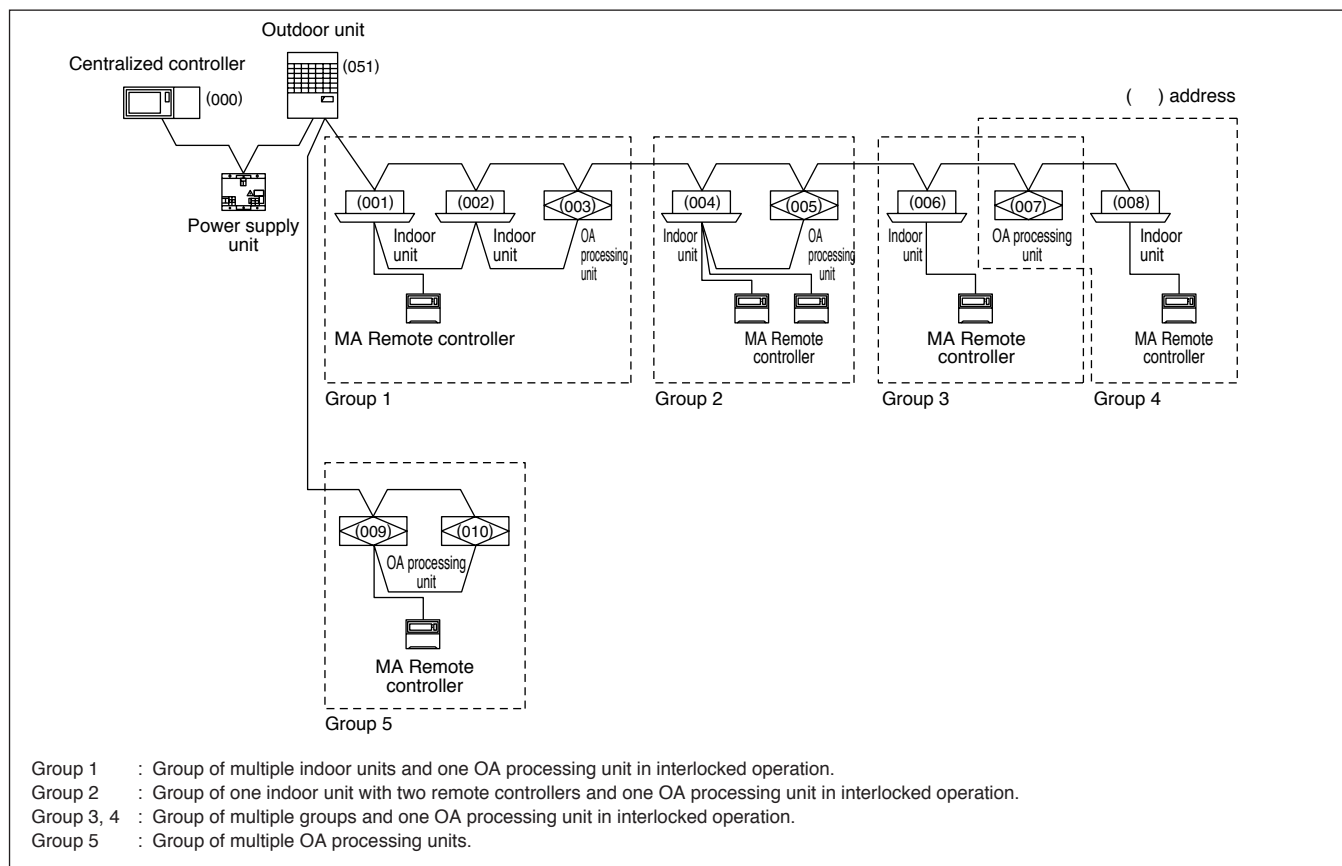 Outdoor unit
(051)
Centralized controller
(000)
Power supply
unit
(    ) address
(001)
Indoor
unit
(002)
Indoor
unit
(003)
OA
processing
unit
MA Remote controller
Group 1
(004)
Indoor
unit
(005)
OA
processing
unit
MA Remote
controller
Group 2
(006)
Indoor
unit
(007)
OA processing
unit
MA Remote
controller
Group 3
(008)
Indoor
unit
MA Remote
controller
Group 4
(009)
(010)
OA processing
unit
MA Remote
controller
Group 5
Group 1 : Group of multiple indoor units and one OA processing unit in interlocked operation.
Group 2 : Group of one indoor unit with two remote controllers and one OA processing unit in interlocked operation.
Group 3, 4 : Group of multiple groups and one OA processing unit in interlocked operation.
Group 5 : Group of multiple OA processing units.